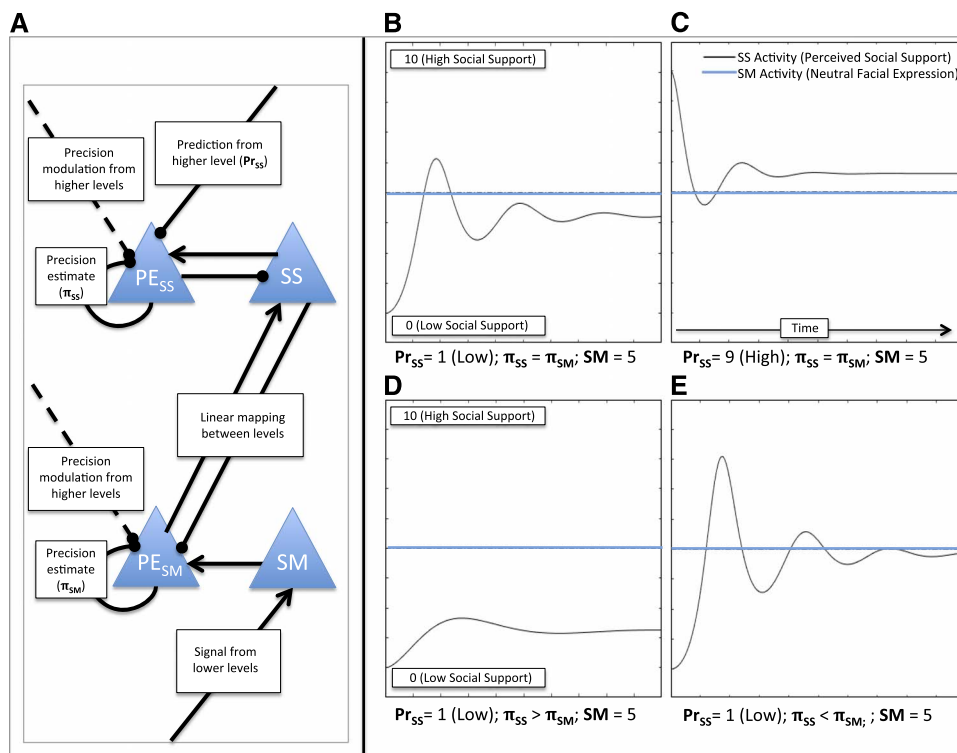 A
Precision
modulation from
higher levels
Prediction from
higher level (Pr_SS)
Precision
estimate
(π_SS)
PE_SS
SS
Linear mapping
between levels
Precision
modulation from
higher levels
Precision
estimate
(π_SM)
PE_SM
SM
Signal from
lower levels
B
10 (High Social Support)
0 (Low Social Support)
Pr_SS= 1 (Low); π_SS = π_SM; SM = 5
C
SS Activity (Perceived Social Support)
SM Activity (Neutral Facial Expression)
Time
Pr_SS= 9 (High); π_SS = π_SM; SM = 5
D
10 (High Social Support)
0 (Low Social Support)
Pr_SS= 1 (Low); π_SS > π_SM; SM = 5
E
Pr_SS= 1 (Low); π_SS < π_SM; ; SM = 5